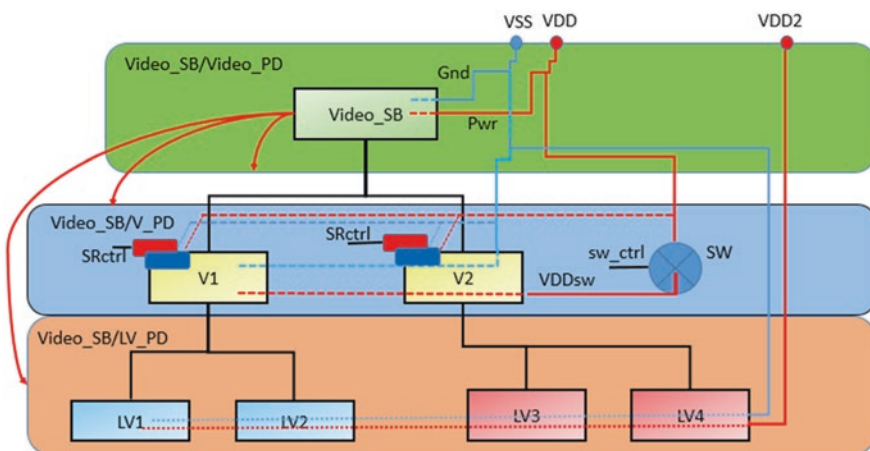 VSS
VDD
VDD2
Video_SB/Video_PD
Gnd
Video_SB
Pwr
Video_SB/V_PD
SRctrl
SRctrl
sw_ctrl
SW
V1
V2
VDDsw
Video_SB/LV_PD
LV1
LV2
LV3
LV4